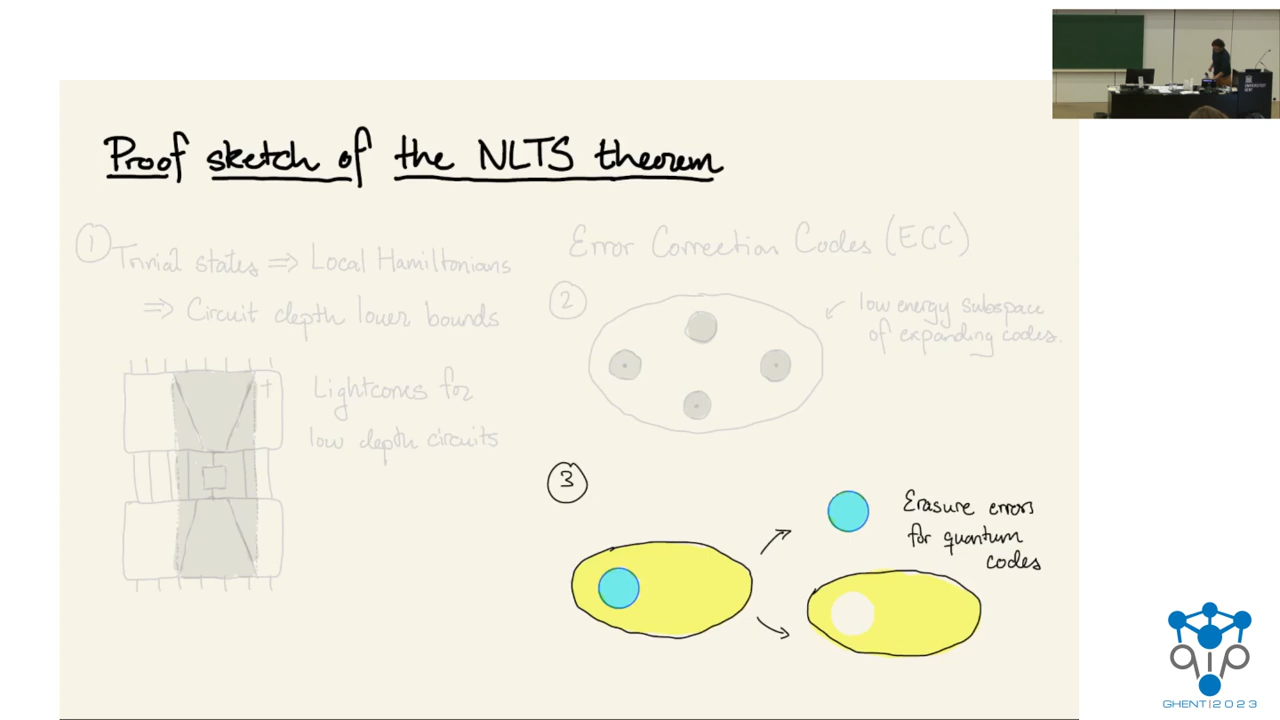 Proof sketch of the NLTS theorem
① Trivial states ⇒ Local Hamiltonians
⇒ Circuit depth lower bounds
†
Lightcones for
low depth circuits
Error Correction Codes (ECC)
②
low energy subspace
of expanding codes.
③
Erasure errors
for quantum
codes
qip
GHENT|2023